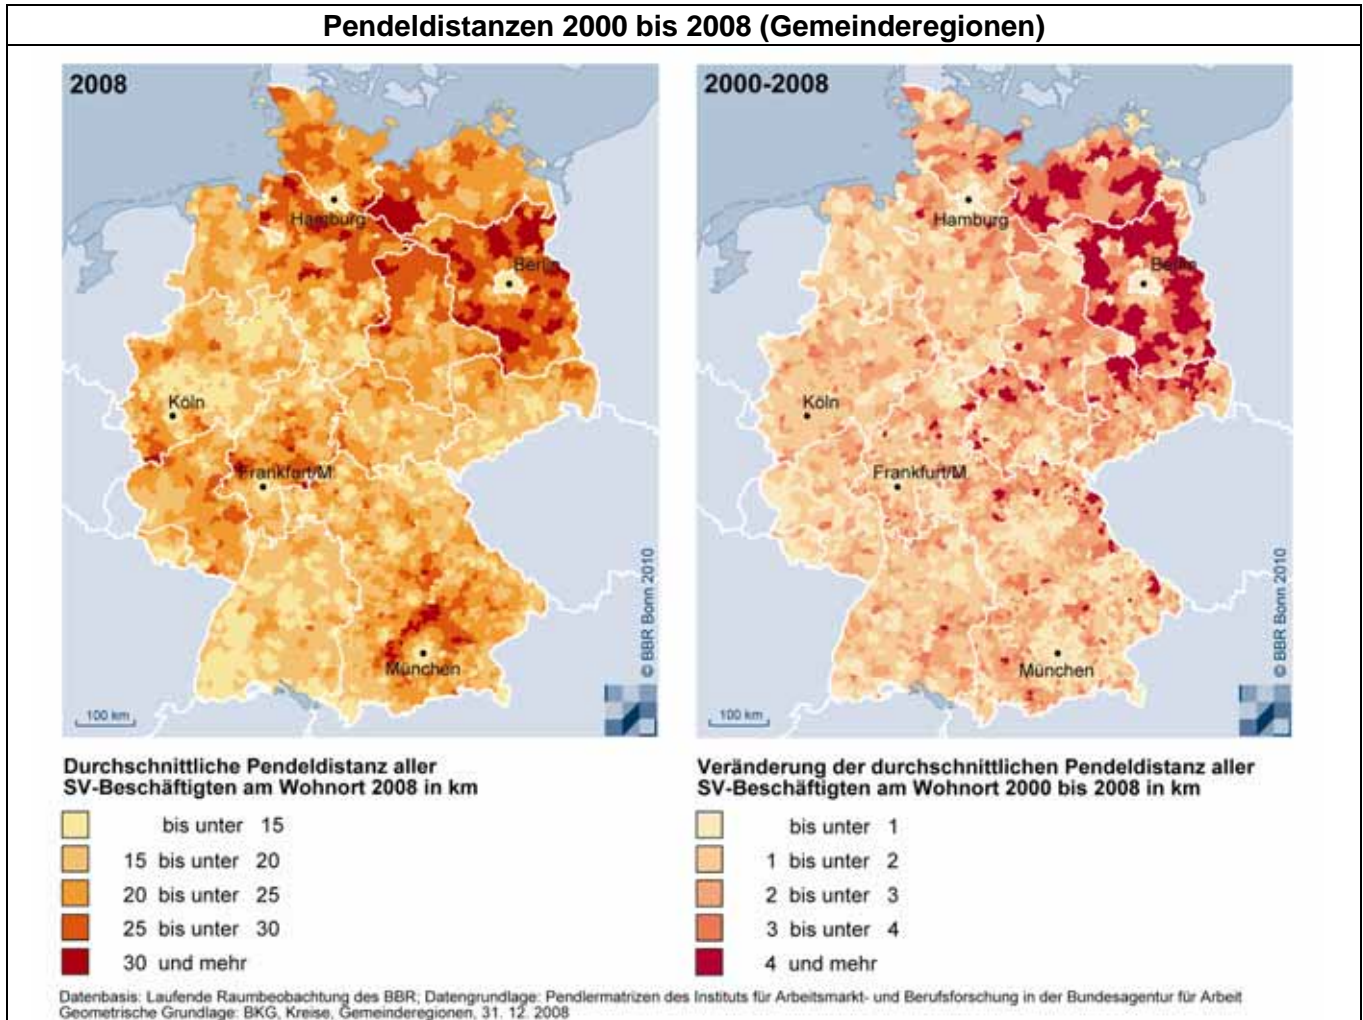 Pendeldistanzen 2000 bis 2008 (Gemeinderegionen)
2008
Hamburg
Berlin
Köln
Frankfurt/M.
München
100 km
© BBR Bonn 2010
2000-2008
Hamburg
Berlin
Köln
Frankfurt/M.
München
100 km
© BBR Bonn 2010
Durchschnittliche Pendeldistanz aller
SV-Beschäftigten am Wohnort 2008 in km
bis unter 15
15 bis unter 20
20 bis unter 25
25 bis unter 30
30 und mehr
Veränderung der durchschnittlichen Pendeldistanz aller
SV-Beschäftigten am Wohnort 2000 bis 2008 in km
bis unter 1
1 bis unter 2
2 bis unter 3
3 bis unter 4
4 und mehr
Datenbasis: Laufende Raumbeobachtung des BBR; Datengrundlage: Pendlermatrizen des Instituts für Arbeitsmarkt- und Berufsforschung in der Bundesagentur für Arbeit
Geometrische Grundlage: BKG, Kreise, Gemeinderegionen, 31. 12. 2008